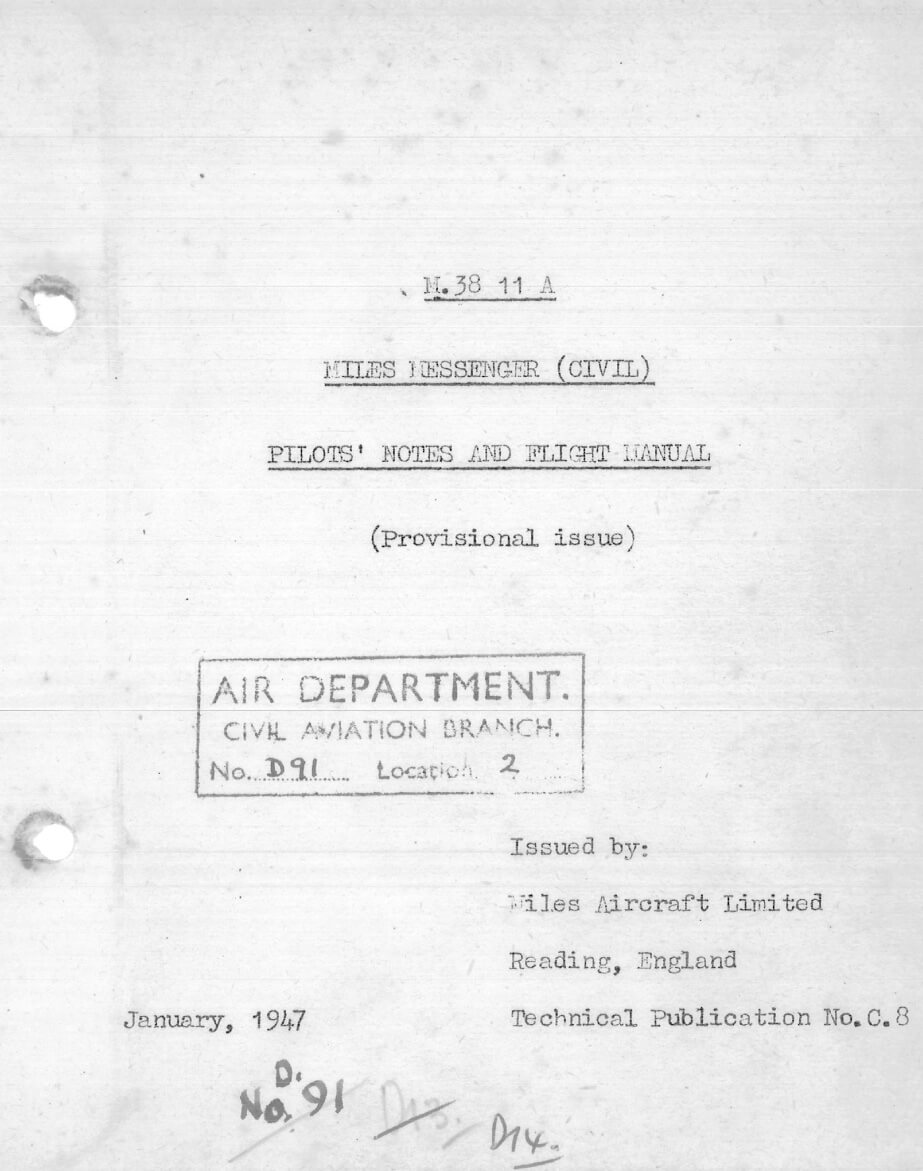 M.38 11 A
MILES MESSENGER (CIVIL)
PILOTS' NOTES AND FLIGHT MANUAL
(Provisional issue)
AIR DEPARTMENT.
CIVIL AVIATION BRANCH.
No. D91 Location 2
Issued by:
Miles Aircraft Limited
Reading, England
January, 1947
Technical Publication No.C.8
D.
No. 91
D14.